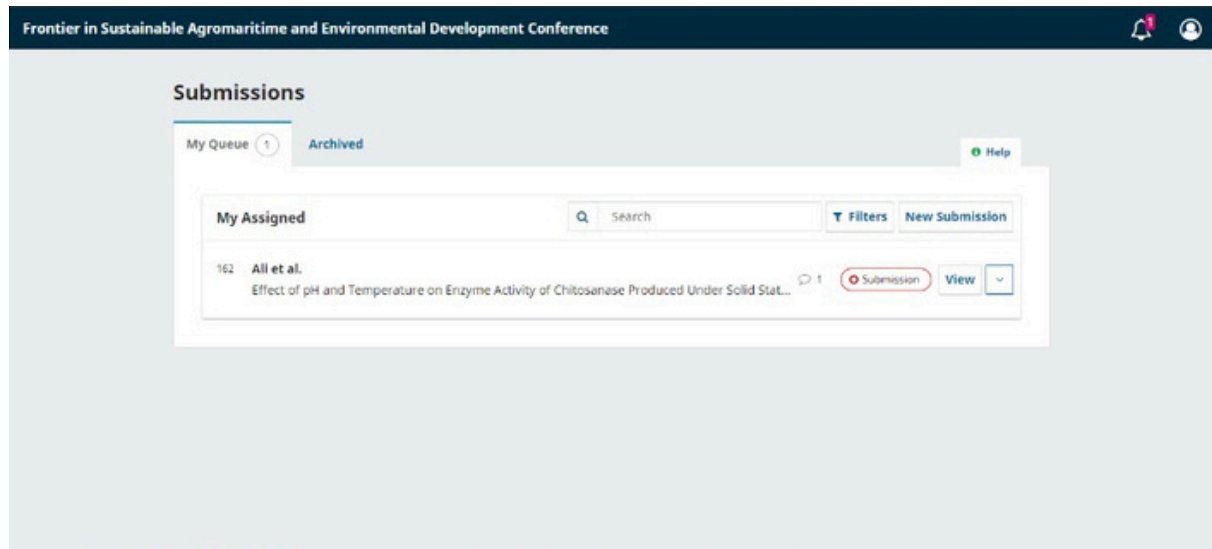 Frontier in Sustainable Agromaritime and Environmental Development Conference
1
Submissions
My Queue 1
Archived
Help
My Assigned
Search
Filters
New Submission
162 Ali et al.
Effect of pH and Temperature on Enzyme Activity of Chitosanase Produced Under Solid Stat...
1
Submission
View